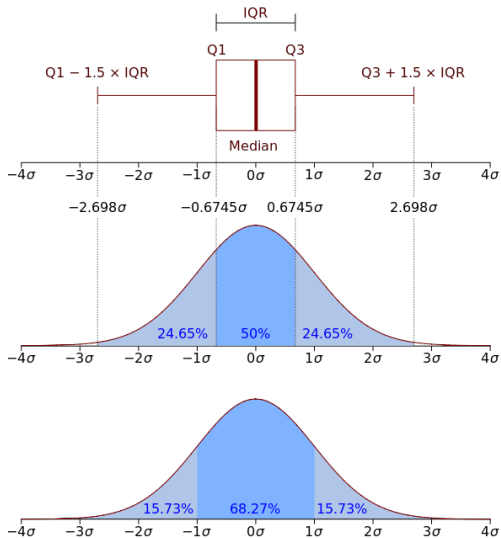 IQR
Q1 Q3
Q1 − 1.5 × IQR Q3 + 1.5 × IQR
Median
−4σ −3σ −2σ −1σ 0σ 1σ 2σ 3σ 4σ
−2.698σ −0.6745σ 0.6745σ 2.698σ
24.65% 50% 24.65%
−4σ −3σ −2σ −1σ 0σ 1σ 2σ 3σ 4σ
15.73% 68.27% 15.73%
−4σ −3σ −2σ −1σ 0σ 1σ 2σ 3σ 4σ